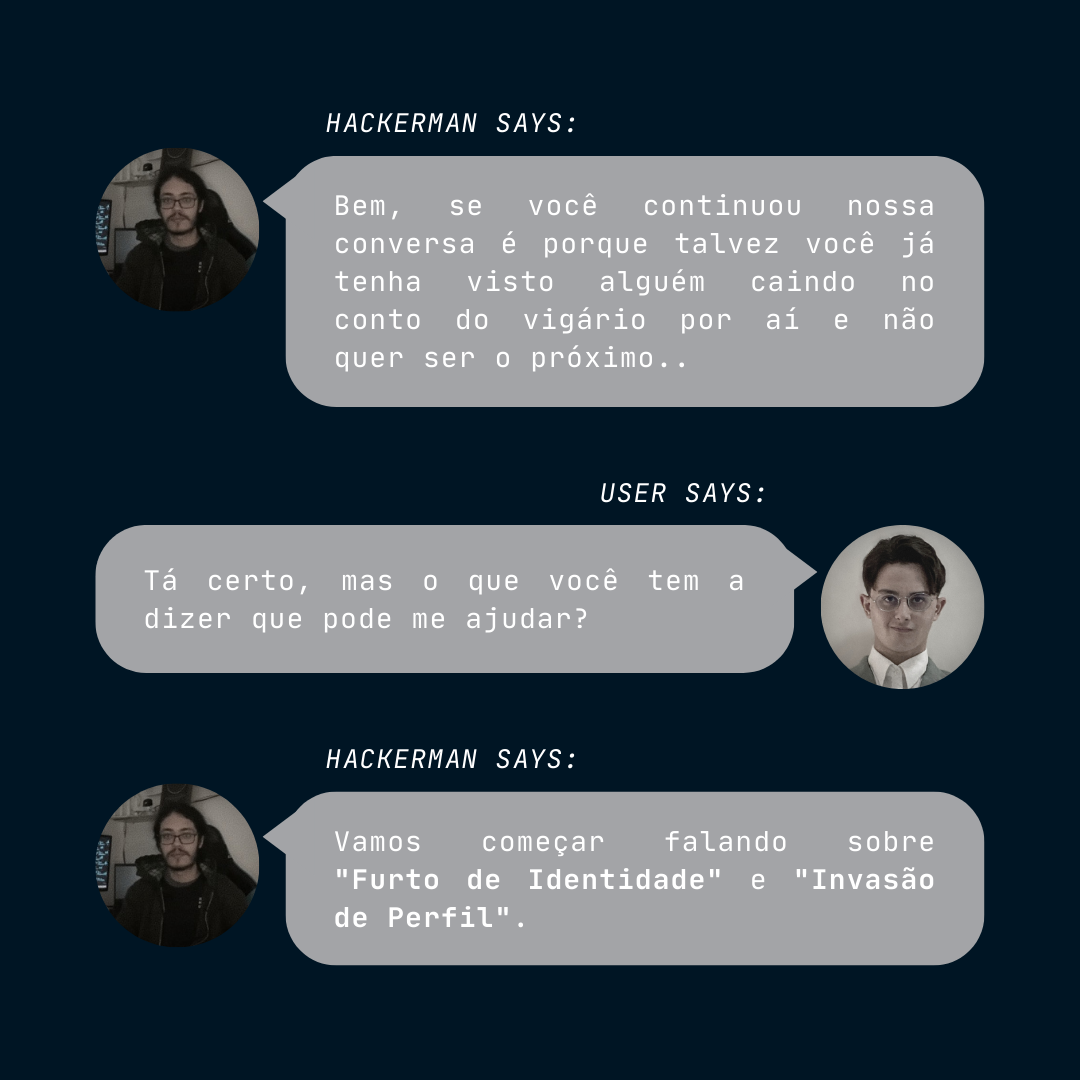 HACKERMAN SAYS:
Bem, se você continuou nossa
conversa é porque talvez você já
tenha visto alguém caindo no
conto do vigário por aí e não
quer ser o próximo..
USER SAYS:
Tá certo, mas o que você tem a
dizer que pode me ajudar?
HACKERMAN SAYS:
Vamos começar falando sobre
"Furto de Identidade" e "Invasão
de Perfil".